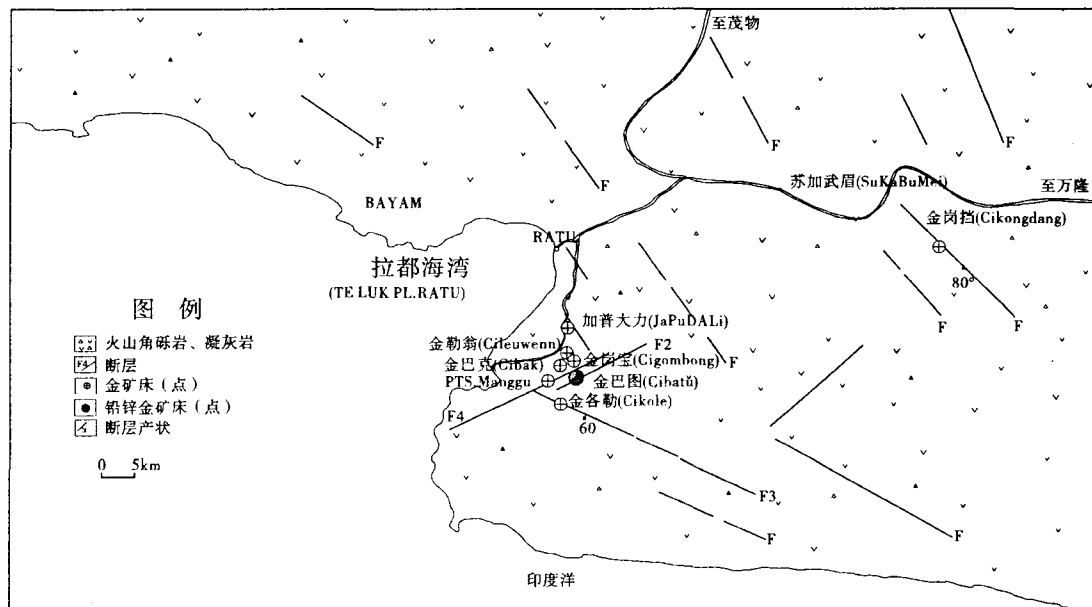 至茂物
F
F
F
F
F
苏加武眉(SuKaBuMei)
至万隆
BAYAM
金岗挡(Cikongdang)
RATU
拉都海湾
(TE LUK PL.RATU)
80°
图 例
火山角砾岩、凝灰岩
F4 断层
金矿床(点)
铅锌金矿床(点)
断层产状
0 5km
加普大力(JaPuDALi)
F
F
金勒翁(Cileuwenn)
F2
金巴克(Cibak)
金岗宝(Cigombong)
F
PTS.Manggu
金巴图(Cibatǔ)
金各勒(Cikole)
F4
60
F3
F
F
印度洋